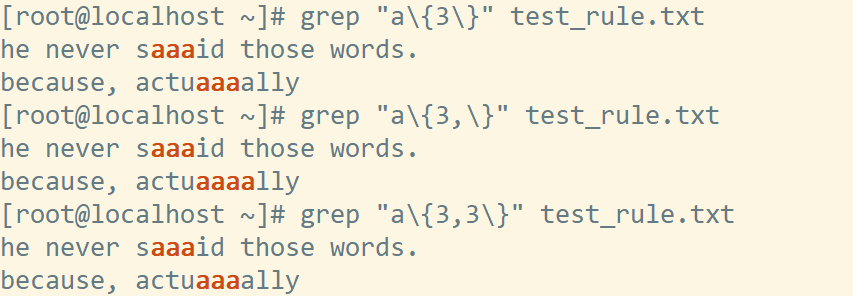 [root@localhost ~]# grep "a\{3\}" test_rule.txt
he never saaaid those words.
because, actuaaaally
[root@localhost ~]# grep "a\{3,\}" test_rule.txt
he never saaaid those words.
because, actuaaaally
[root@localhost ~]# grep "a\{3,3\}" test_rule.txt
he never saaaid those words.
because, actuaaaally